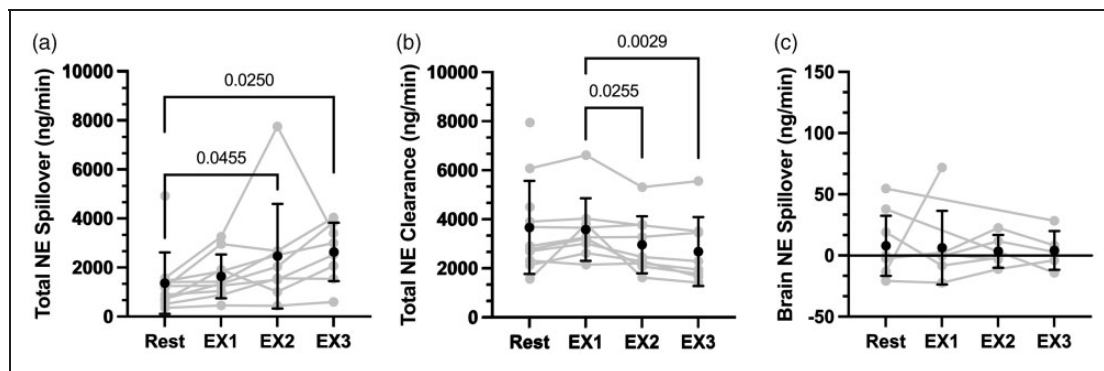 (a)
Total NE Spillover (ng/min)
10000
8000
6000
4000
2000
0
0.0250
0.0455
Rest EX1 EX2 EX3
(b)
Total NE Clearance (ng/min)
10000
8000
6000
4000
2000
0
0.0029
0.0255
Rest EX1 EX2 EX3
(c)
Brain NE Spillover (ng/min)
150
100
50
0
-50
Rest EX1 EX2 EX3